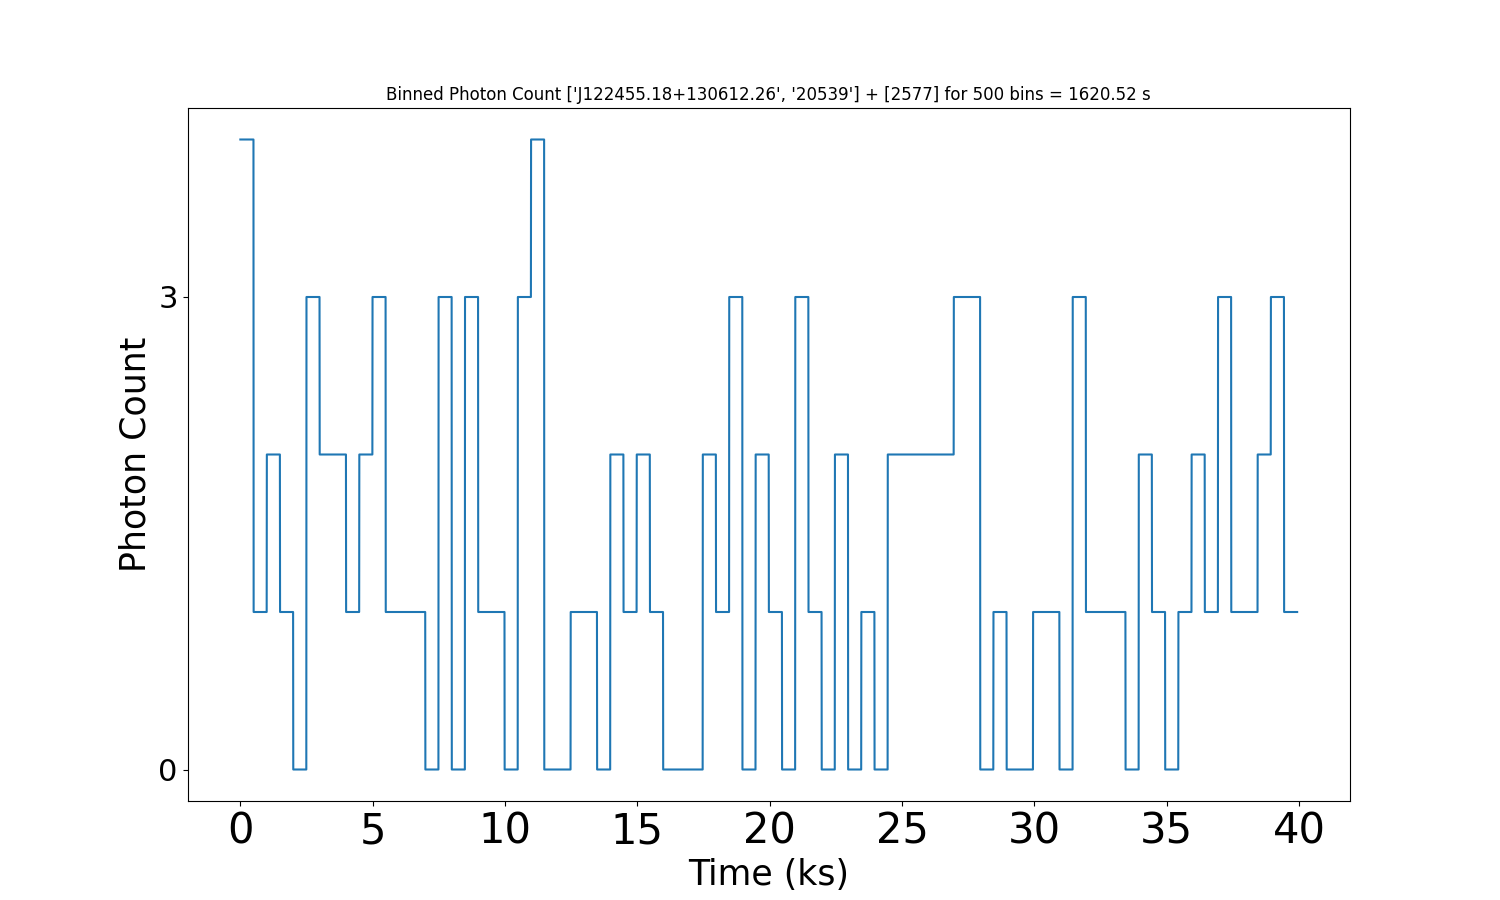 Binned Photon Count ['J122455.18+130612.26', '20539'] + [2577] for 500 bins = 1620.52 s
3
Photon Count
0
0 5 10 15 20 25 30 35 40
Time (ks)